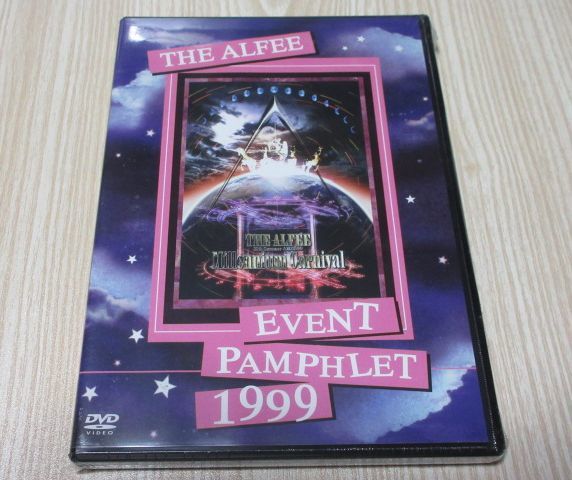 THE ALFEE
THE ALFEE
Millennium Carnival
EVENT
PAMPHLET
1999
DVD
VIDEO